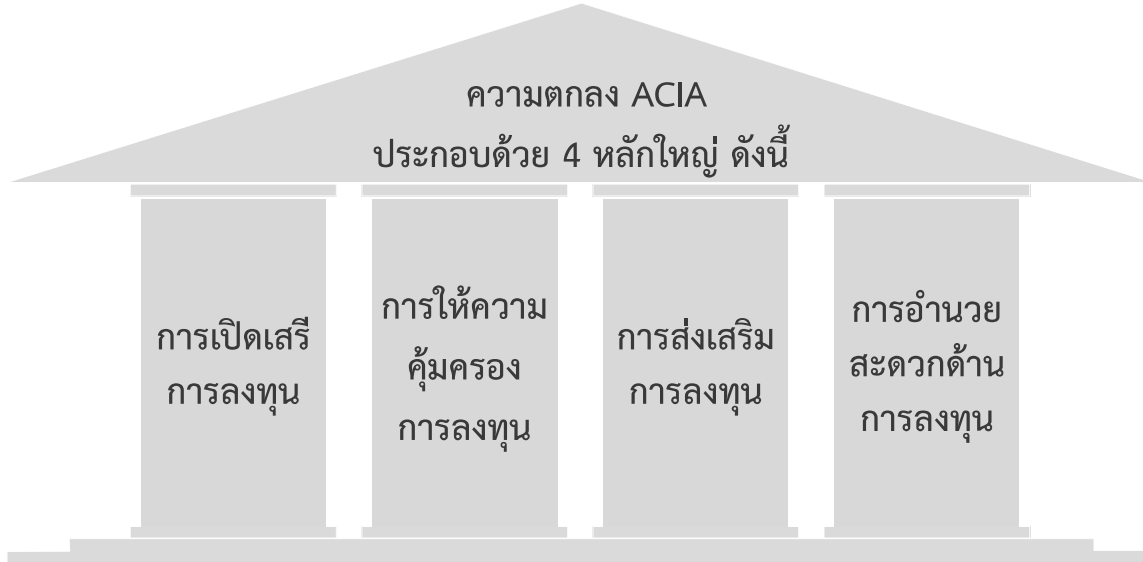 ความตกลง ACIA
ประกอบด้วย 4 หลักใหญ่ ดังนี้
การเปิดเสรี
การลงทุน
การให้ความ
คุ้มครอง
การลงทุน
การส่งเสริม
การลงทุน
การอำนวย
สะดวกด้าน
การลงทุน